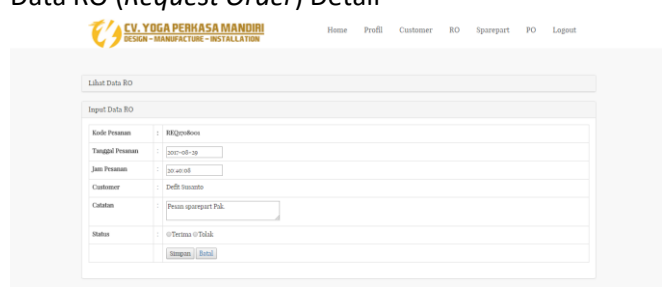 Data RO (Request Order) Detail
CV. YOGA PERKASA MANDIRI
DESIGN - MANUFACTURE - INSTALLATION
Home Profil Customer RO Sparepart PO Logout
Lihat Data RO
Input Data RO
Kode Pesanan : REQ1708001
Tanggal Pesanan : 2017-08-29
Jam Pesanan : 20:40:06
Customer : Deffit Susanto
Catatan : Pesan sparepart Pak.
Status : Terima Tolak
Simpan Batal